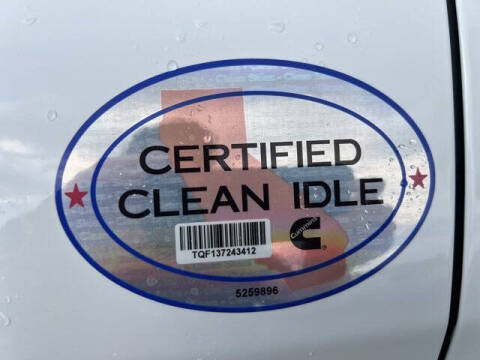 CERTIFIED
CLEAN IDLE
TQF137243412
Cummins
5259896